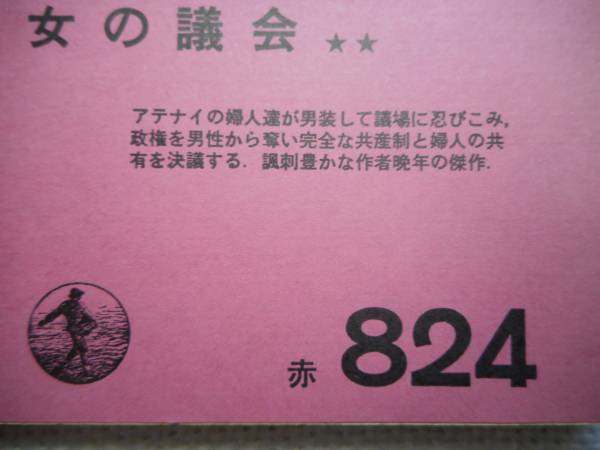 女の議会 ★★
アテナイの婦人達が男装して議場に忍びこみ,
政権を男性から奪い完全な共産制と婦人の共
有を決議する. 諷刺豊かな作者晩年の傑作.
赤 824